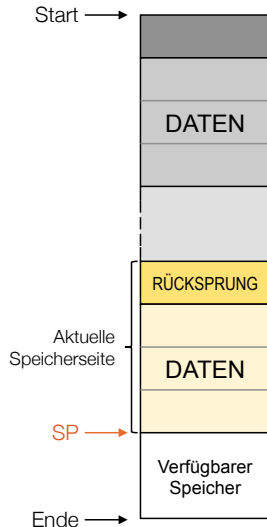 Start
DATEN
RÜCKSPRUNG
Aktuelle
Speicherseite
DATEN
SP
Verfügbarer
Speicher
Ende